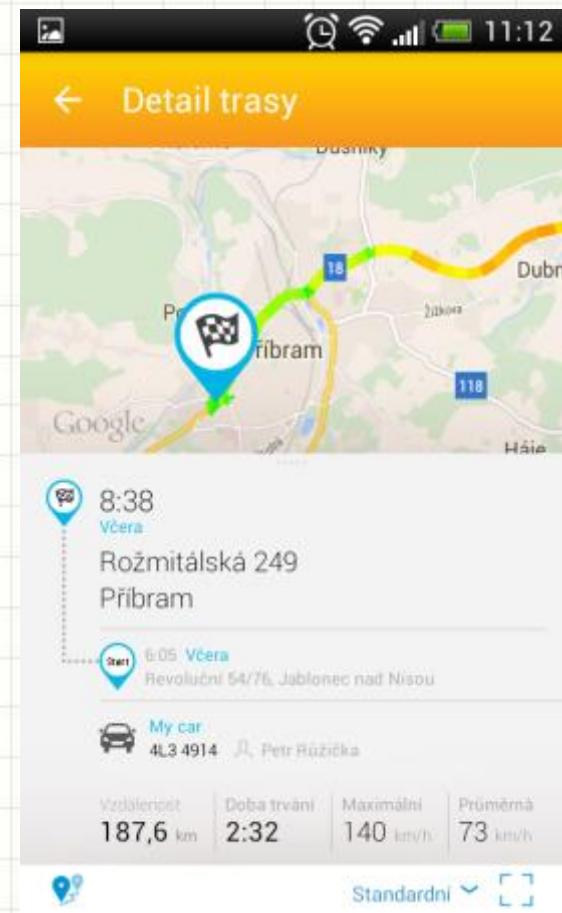 11:12
Detail trasy
Dušníky
18
Dubn
Žižkova
Příbram
118
Google
Háje
8:38
Včera
Rožmitálská 249
Příbram
Start
6:05 Včera
Revoluční 54/76, Jablonec nad Nisou
My car
4L3 4914 Petr Růžička
Vzdálenost Doba trvání Maximální Průměrná
187,6 km 2:32 140 km/h 73 km/h
Standardní